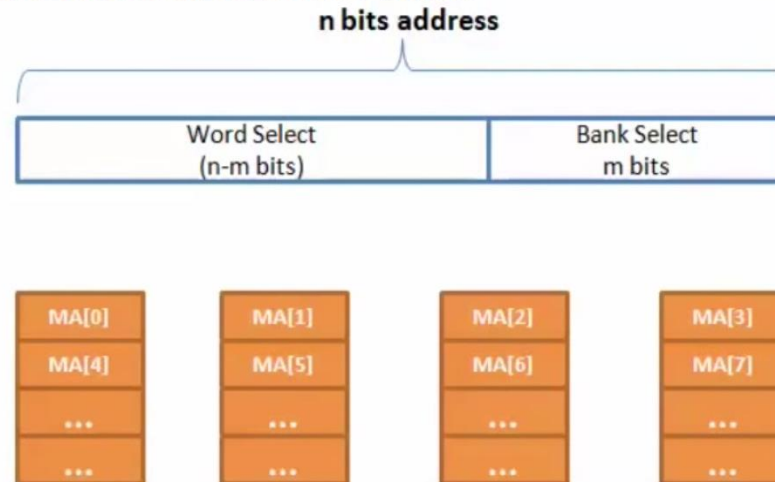 n bits address
Word Select
(n-m bits)
Bank Select
m bits
MA[0] MA[1] MA[2] MA[3]
MA[4] MA[5] MA[6] MA[7]
... ... ... ...
... ... ... ...